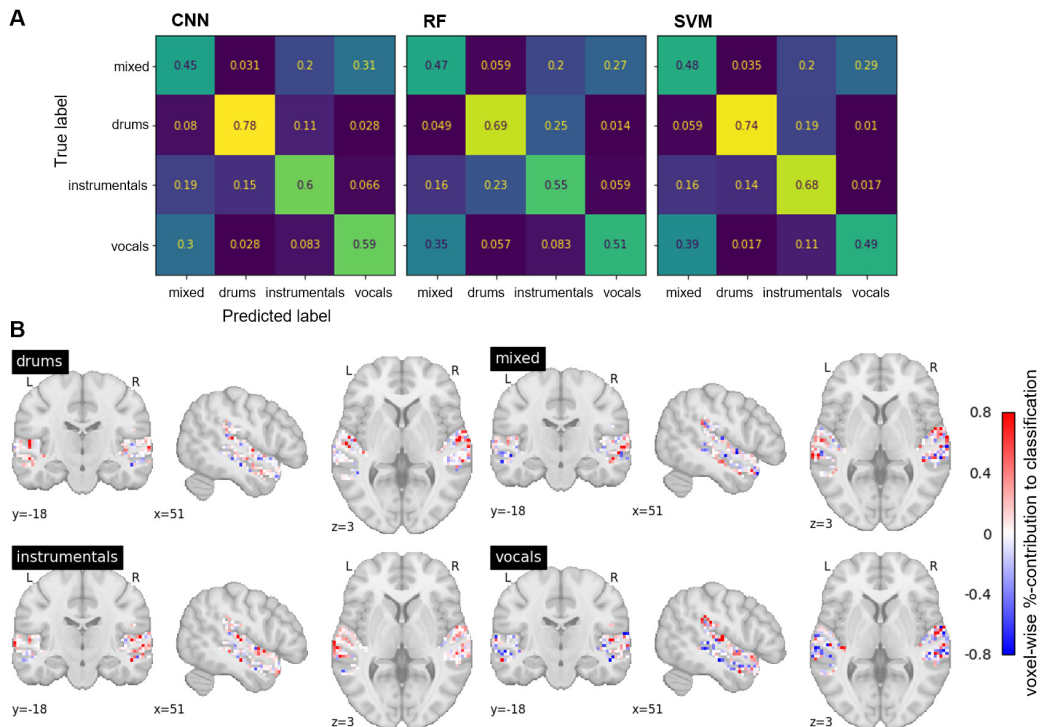 A
CNN
RF
SVM
True label
mixed
0.45 0.031 0.2 0.31
0.47 0.059 0.2 0.27
0.48 0.035 0.2 0.29
drums
0.08 0.78 0.11 0.028
0.049 0.69 0.25 0.014
0.059 0.74 0.19 0.01
instrumentals
0.19 0.15 0.6 0.066
0.16 0.23 0.55 0.059
0.16 0.14 0.68 0.017
vocals
0.3 0.028 0.083 0.59
0.35 0.057 0.083 0.51
0.39 0.017 0.11 0.49
mixed drums instrumentals vocals
mixed drums instrumentals vocals
mixed drums instrumentals vocals
Predicted label
B
drums
L R
L R
y=-18
x=51
z=3
mixed
L R
L R
y=-18
x=51
z=3
instrumentals
L R
L R
y=-18
x=51
z=3
vocals
L R
L R
y=-18
x=51
z=3
0.8
0.4
0
-0.4
-0.8
voxel-wise %-contribution to classification